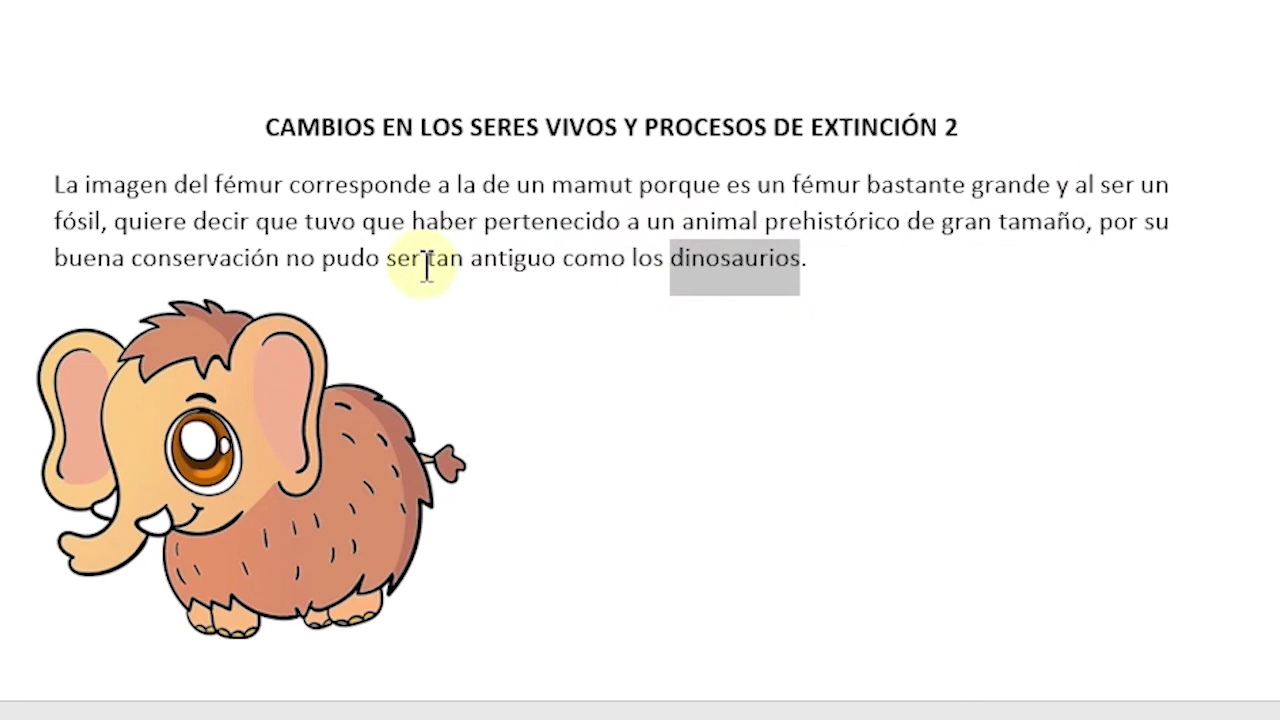 CAMBIOS EN LOS SERES VIVOS Y PROCESOS DE EXTINCIÓN 2
La imagen del fémur corresponde a la de un mamut porque es un fémur bastante grande y al ser un
fósil, quiere decir que tuvo que haber pertenecido a un animal prehistórico de gran tamaño, por su
buena conservación no pudo ser tan antiguo como los dinosaurios.